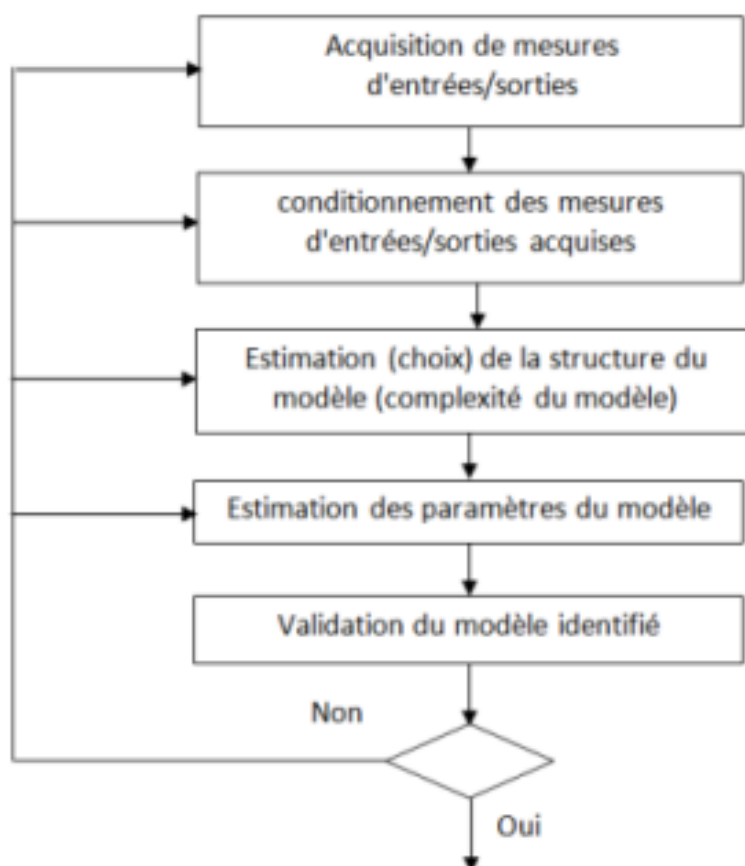 Acquisition de mesures
d'entrées/sorties
conditionnement des mesures
d'entrées/sorties acquises
Estimation (choix) de la structure du
modèle (complexité du modèle)
Estimation des paramètres du modèle
Validation du modèle identifié
Non
Oui